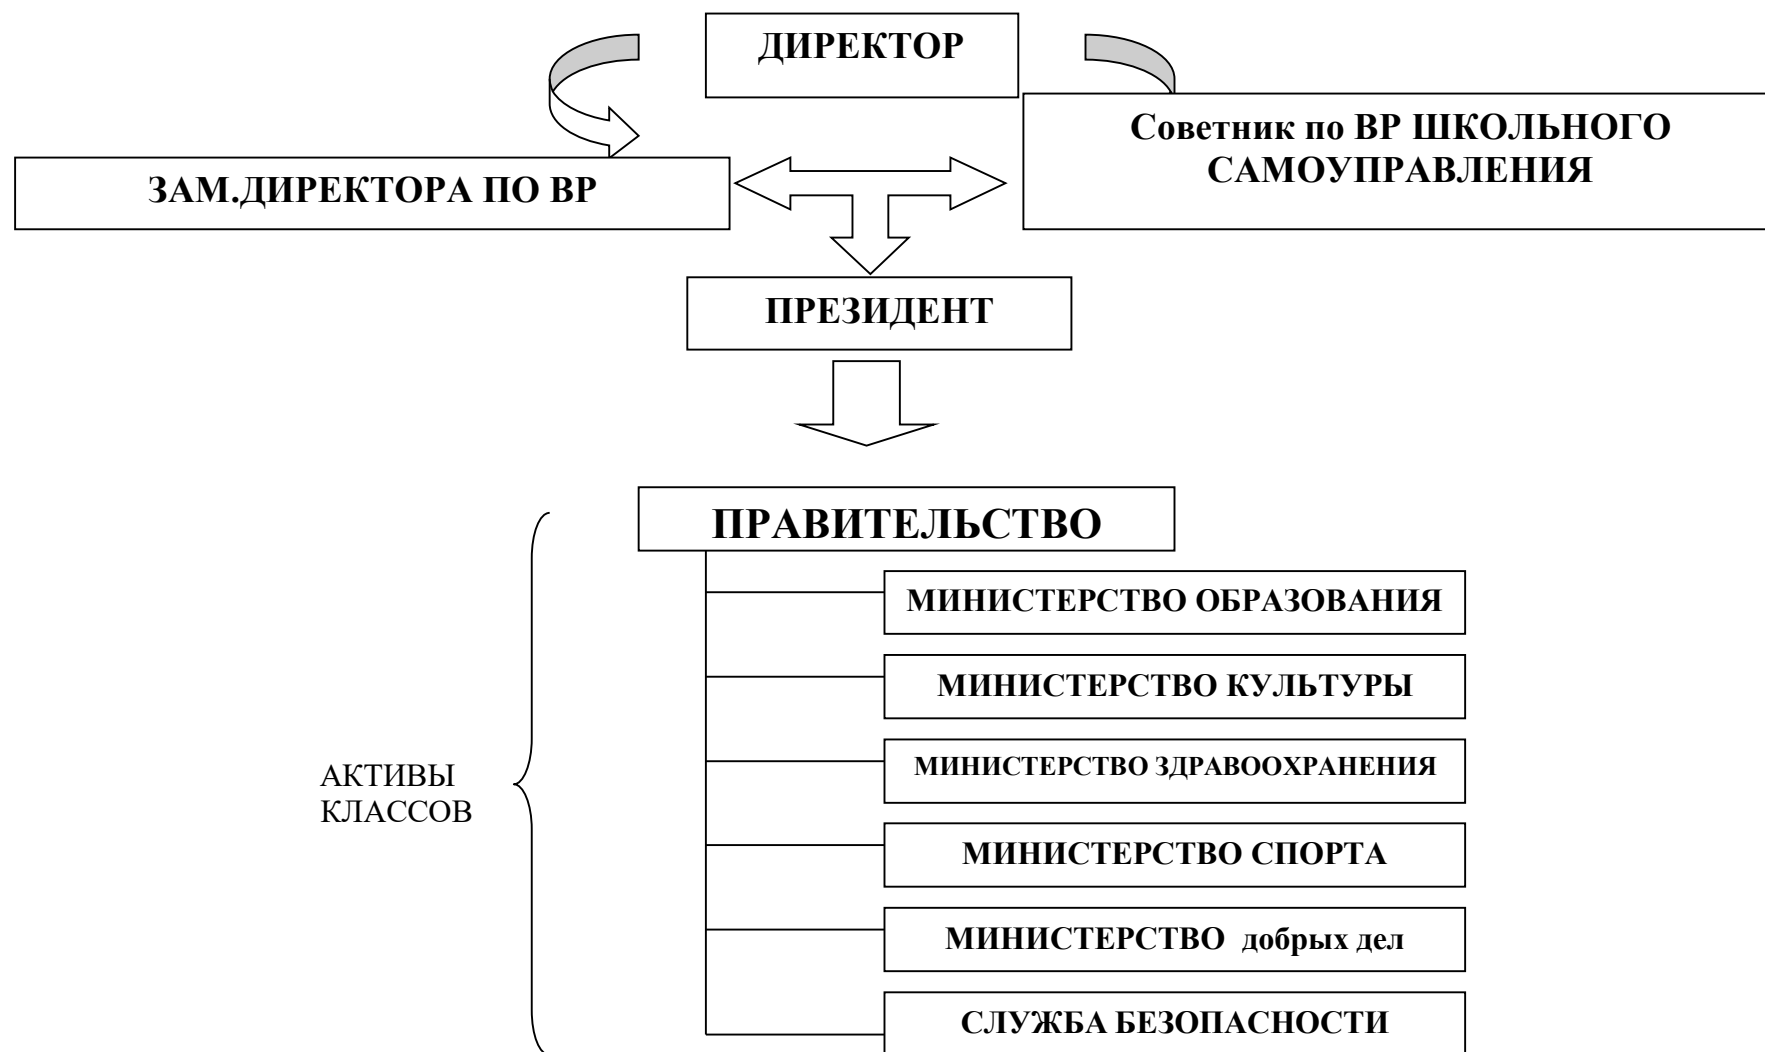 ДИРЕКТОР
Советник по ВР ШКОЛЬНОГО
САМОУПРАВЛЕНИЯ
ЗАМ.ДИРЕКТОРА ПО ВР
ПРЕЗИДЕНТ
ПРАВИТЕЛЬСТВО
МИНИСТЕРСТВО ОБРАЗОВАНИЯ
МИНИСТЕРСТВО КУЛЬТУРЫ
МИНИСТЕРСТВО ЗДРАВООХРАНЕНИЯ
АКТИВЫ
КЛАССОВ
МИНИСТЕРСТВО СПОРТА
МИНИСТЕРСТВО добрых дел
СЛУЖБА БЕЗОПАСНОСТИ